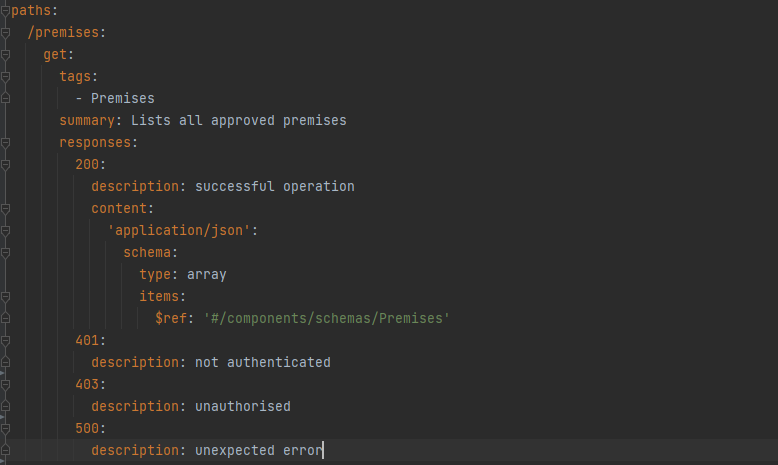 paths:
  /premises:
    get:
      tags:
        - Premises
      summary: Lists all approved premises
      responses:
        200:
          description: successful operation
          content:
            'application/json':
              schema:
                type: array
                items:
                  $ref: '#/components/schemas/Premises'
        401:
          description: not authenticated
        403:
          description: unauthorised
        500:
          description: unexpected error